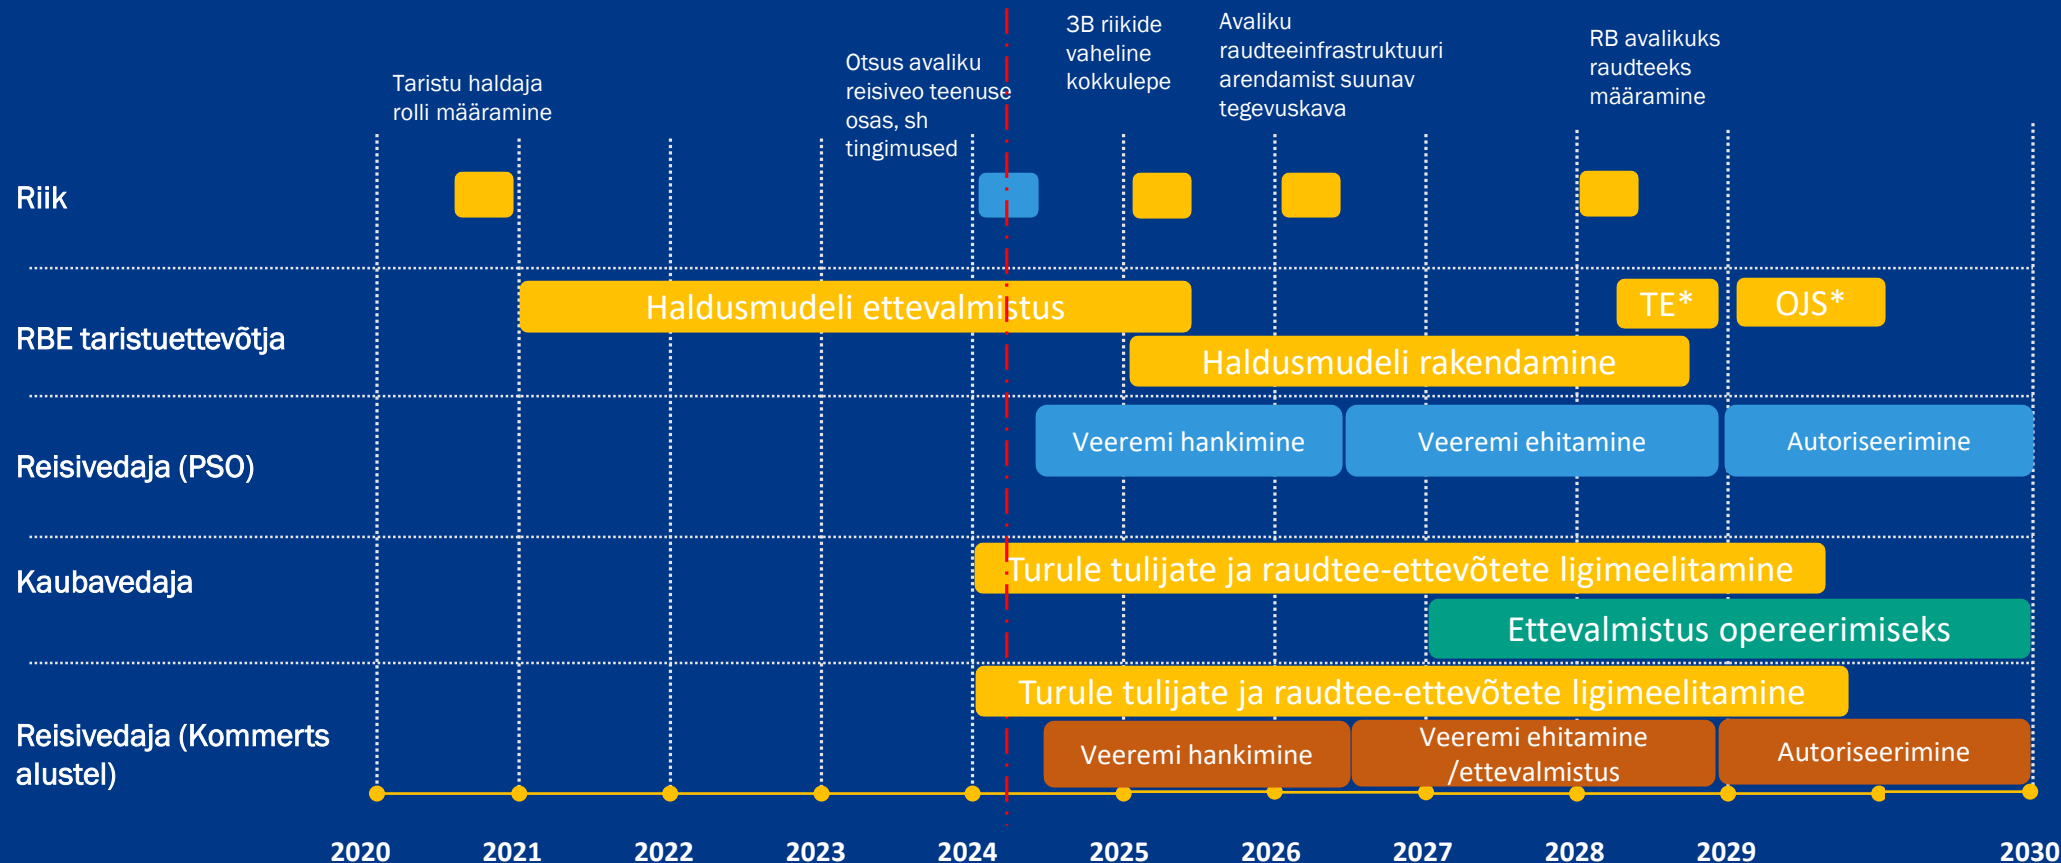 Taristu haldaja
rolli määramine
Otsus avaliku
reisiveo teenuse
osas, sh
tingimused
3B riikide
vaheline
kokkulepe
Avaliku
raudteeinfrastruktuuri
arendamist suunav
tegevuskava
RB avalikuks
raudteeks
määramine
Riik
RBE taristuettevõtja
Haldusmudeli ettevalmistus
TE*
OJS*
Haldusmudeli rakendamine
Reisivedaja (PSO)
Veeremi hankimine
Veeremi ehitamine
Autoriseerimine
Kaubavedaja
Turule tulijate ja raudtee-ettevõtete ligimeelitamine
Ettevalmistus opereerimiseks
Reisivedaja (Kommerts
alustel)
Turule tulijate ja raudtee-ettevõtete ligimeelitamine
Veeremi hankimine
Veeremi ehitamine
/ettevalmistus
Autoriseerimine
2020 2021 2022 2023 2024 2025 2026 2027 2028 2029 2030